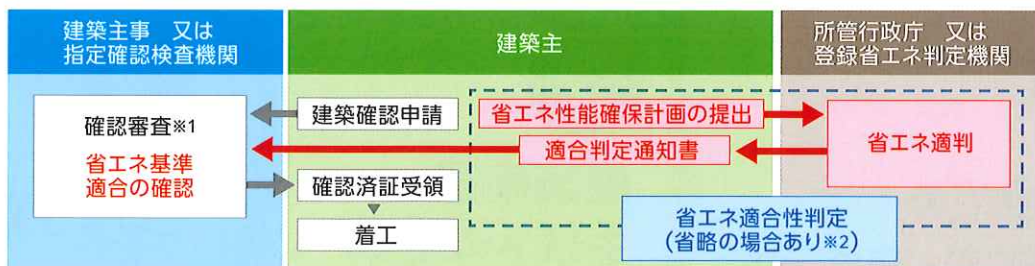 建築主事 又は
指定確認検査機関
建築主
所管行政庁 又は
登録省エネ判定機関
確認審査※1
省エネ基準
適合の確認
建築確認申請
省エネ性能確保計画の提出
適合判定通知書
省エネ適判
確認済証受領
着工
省エネ適合性判定
(省略の場合あり※2)